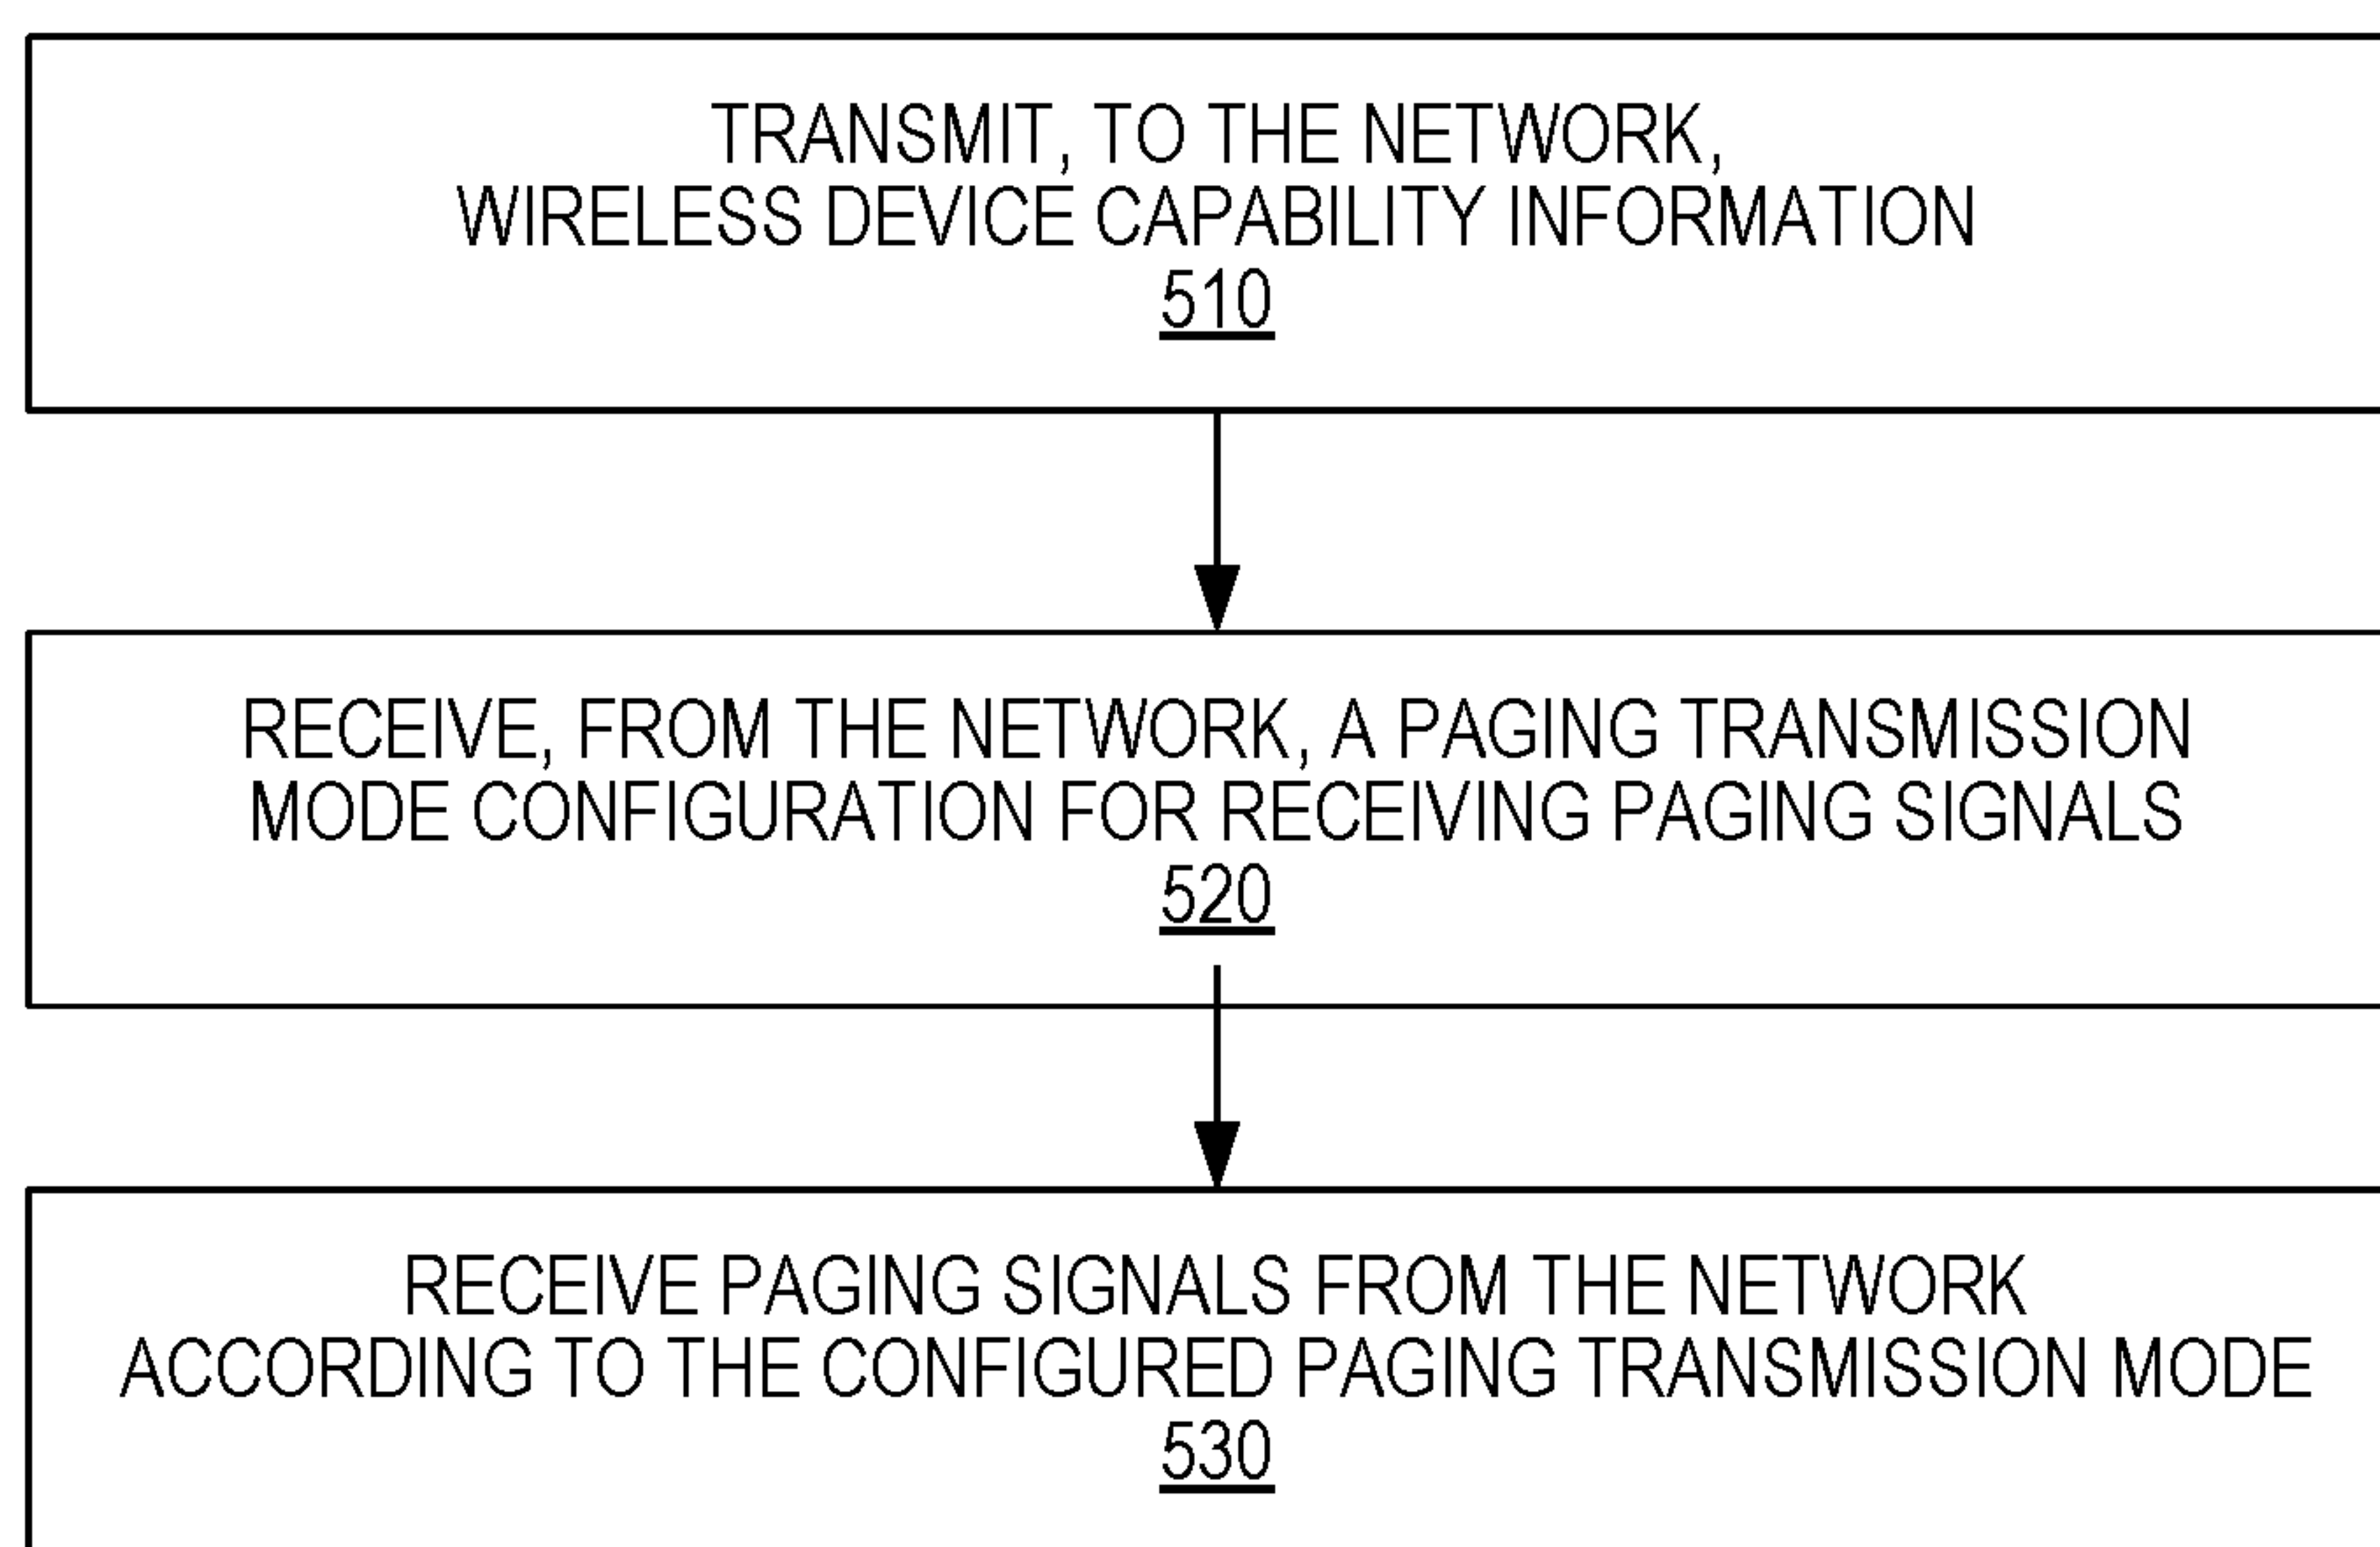 TRANSMIT, TO THE NETWORK,
WIRELESS DEVICE CAPABILITY INFORMATION
510
RECEIVE, FROM THE NETWORK, A PAGING TRANSMISSION
MODE CONFIGURATION FOR RECEIVING PAGING SIGNALS
520
RECEIVE PAGING SIGNALS FROM THE NETWORK
ACCORDING TO THE CONFIGURED PAGING TRANSMISSION MODE
530